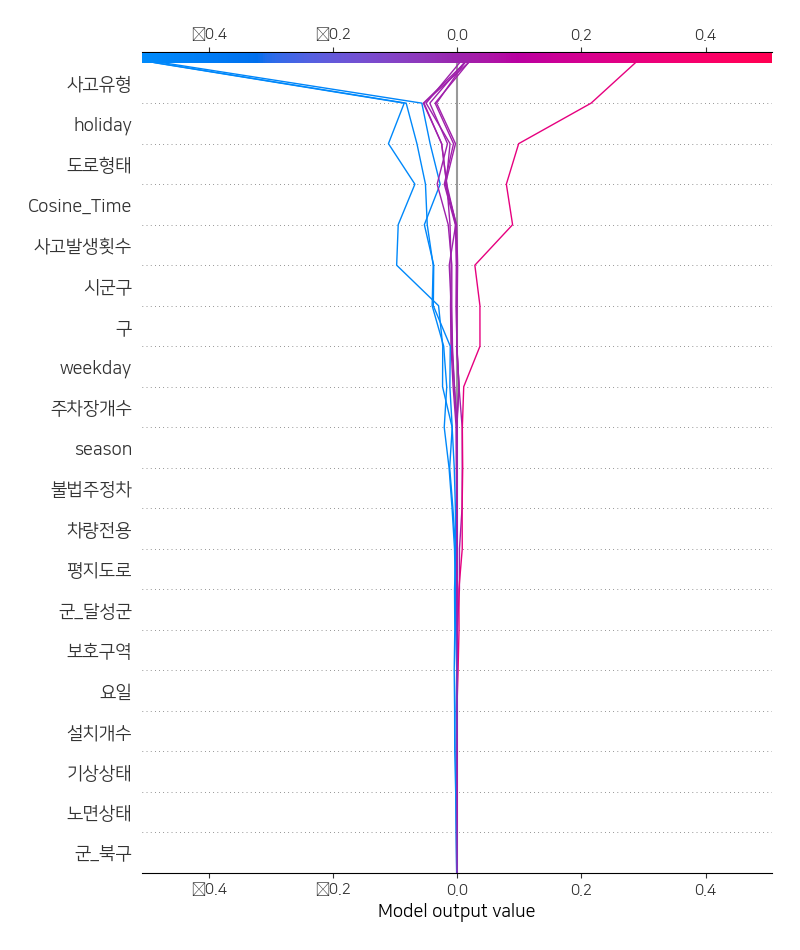 ☒0.4 ☒0.2 0.0 0.2 0.4
사고유형
holiday
도로형태
Cosine_Time
사고발생횟수
시군구
구
weekday
주차장개수
season
불법주정차
차량전용
평지도로
군_달성군
보호구역
요일
설치개수
기상상태
노면상태
군_북구
☒0.4 ☒0.2 0.0 0.2 0.4
Model output value